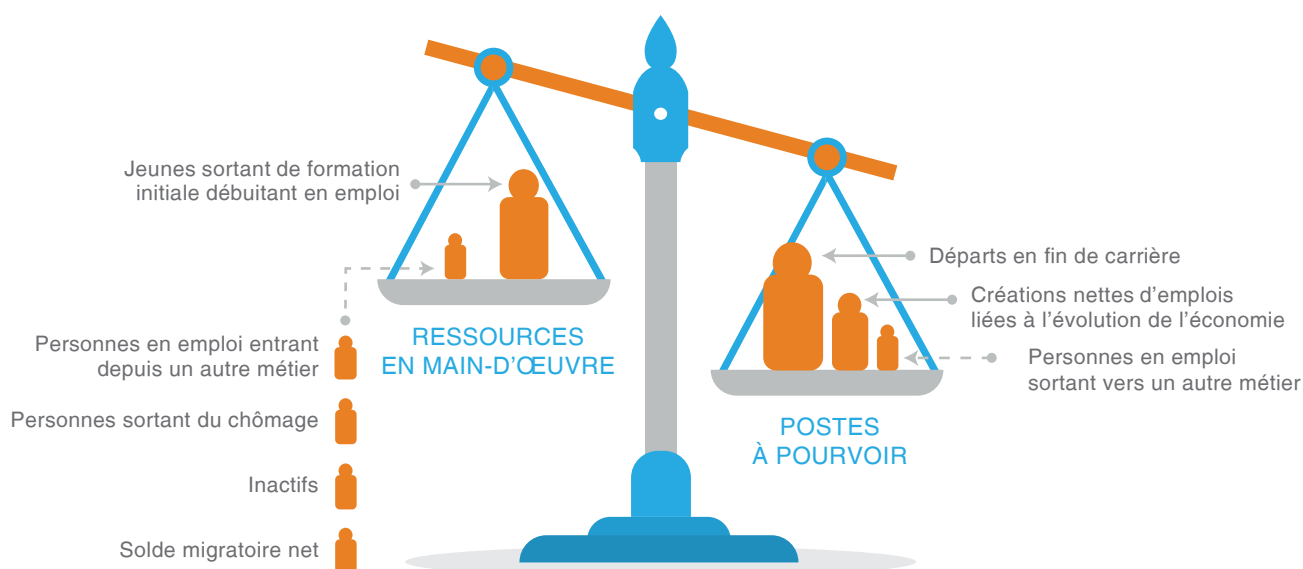 Jeunes sortant de formation
initiale débuitant en emploi
Personnes en emploi entrant
depuis un autre métier
Personnes sortant du chômage
Inactifs
Solde migratoire net
RESSOURCES
EN MAIN-D'ŒUVRE
Départs en fin de carrière
Créations nettes d'emplois
liées à l'évolution de l'économie
Personnes en emploi
sortant vers un autre métier
POSTES
À POURVOIR